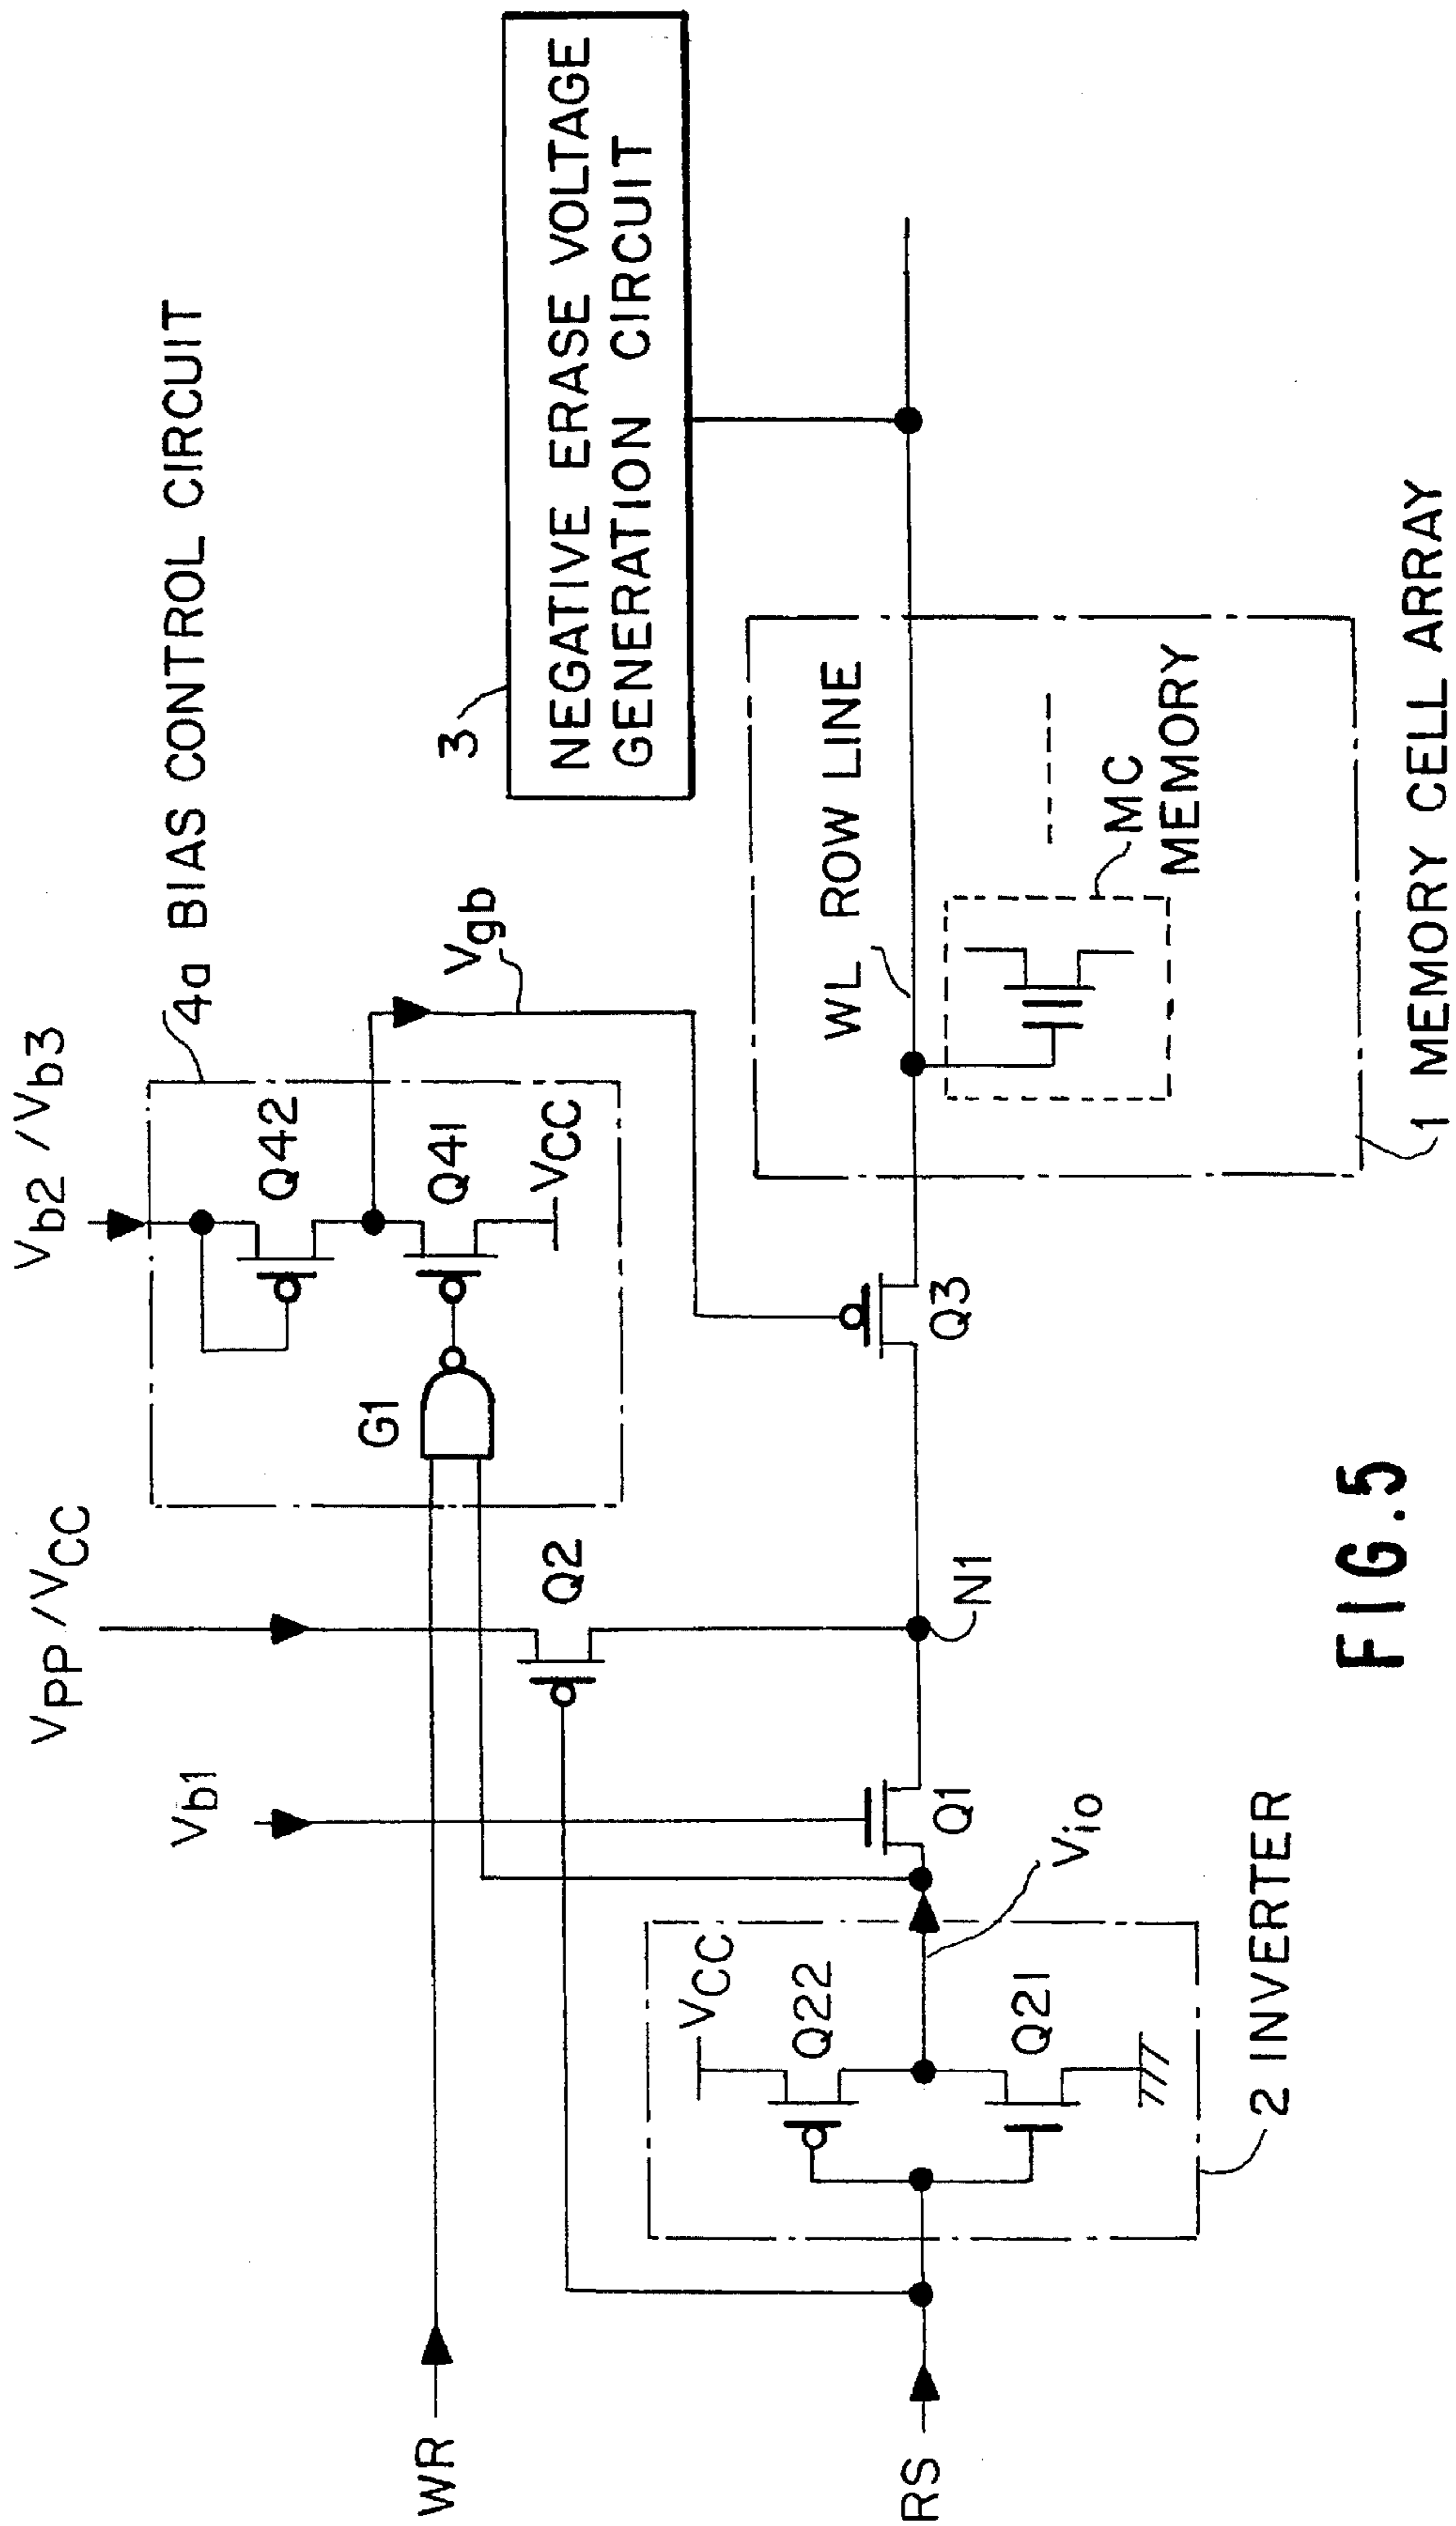 Vb2 /Vb3
4a BIAS CONTROL CIRCUIT
VPP /VCC
Vb1
Q42
Q41
VCC
G1
Vgb
3
NEGATIVE ERASE VOLTAGE
GENERATION CIRCUIT
WR
Q2
VCC
Q22
Q21
Vio
Q1
N1
Q3
WL ROW LINE
MC
MEMORY
RS
2 INVERTER
1 MEMORY CELL ARRAY
FIG.5